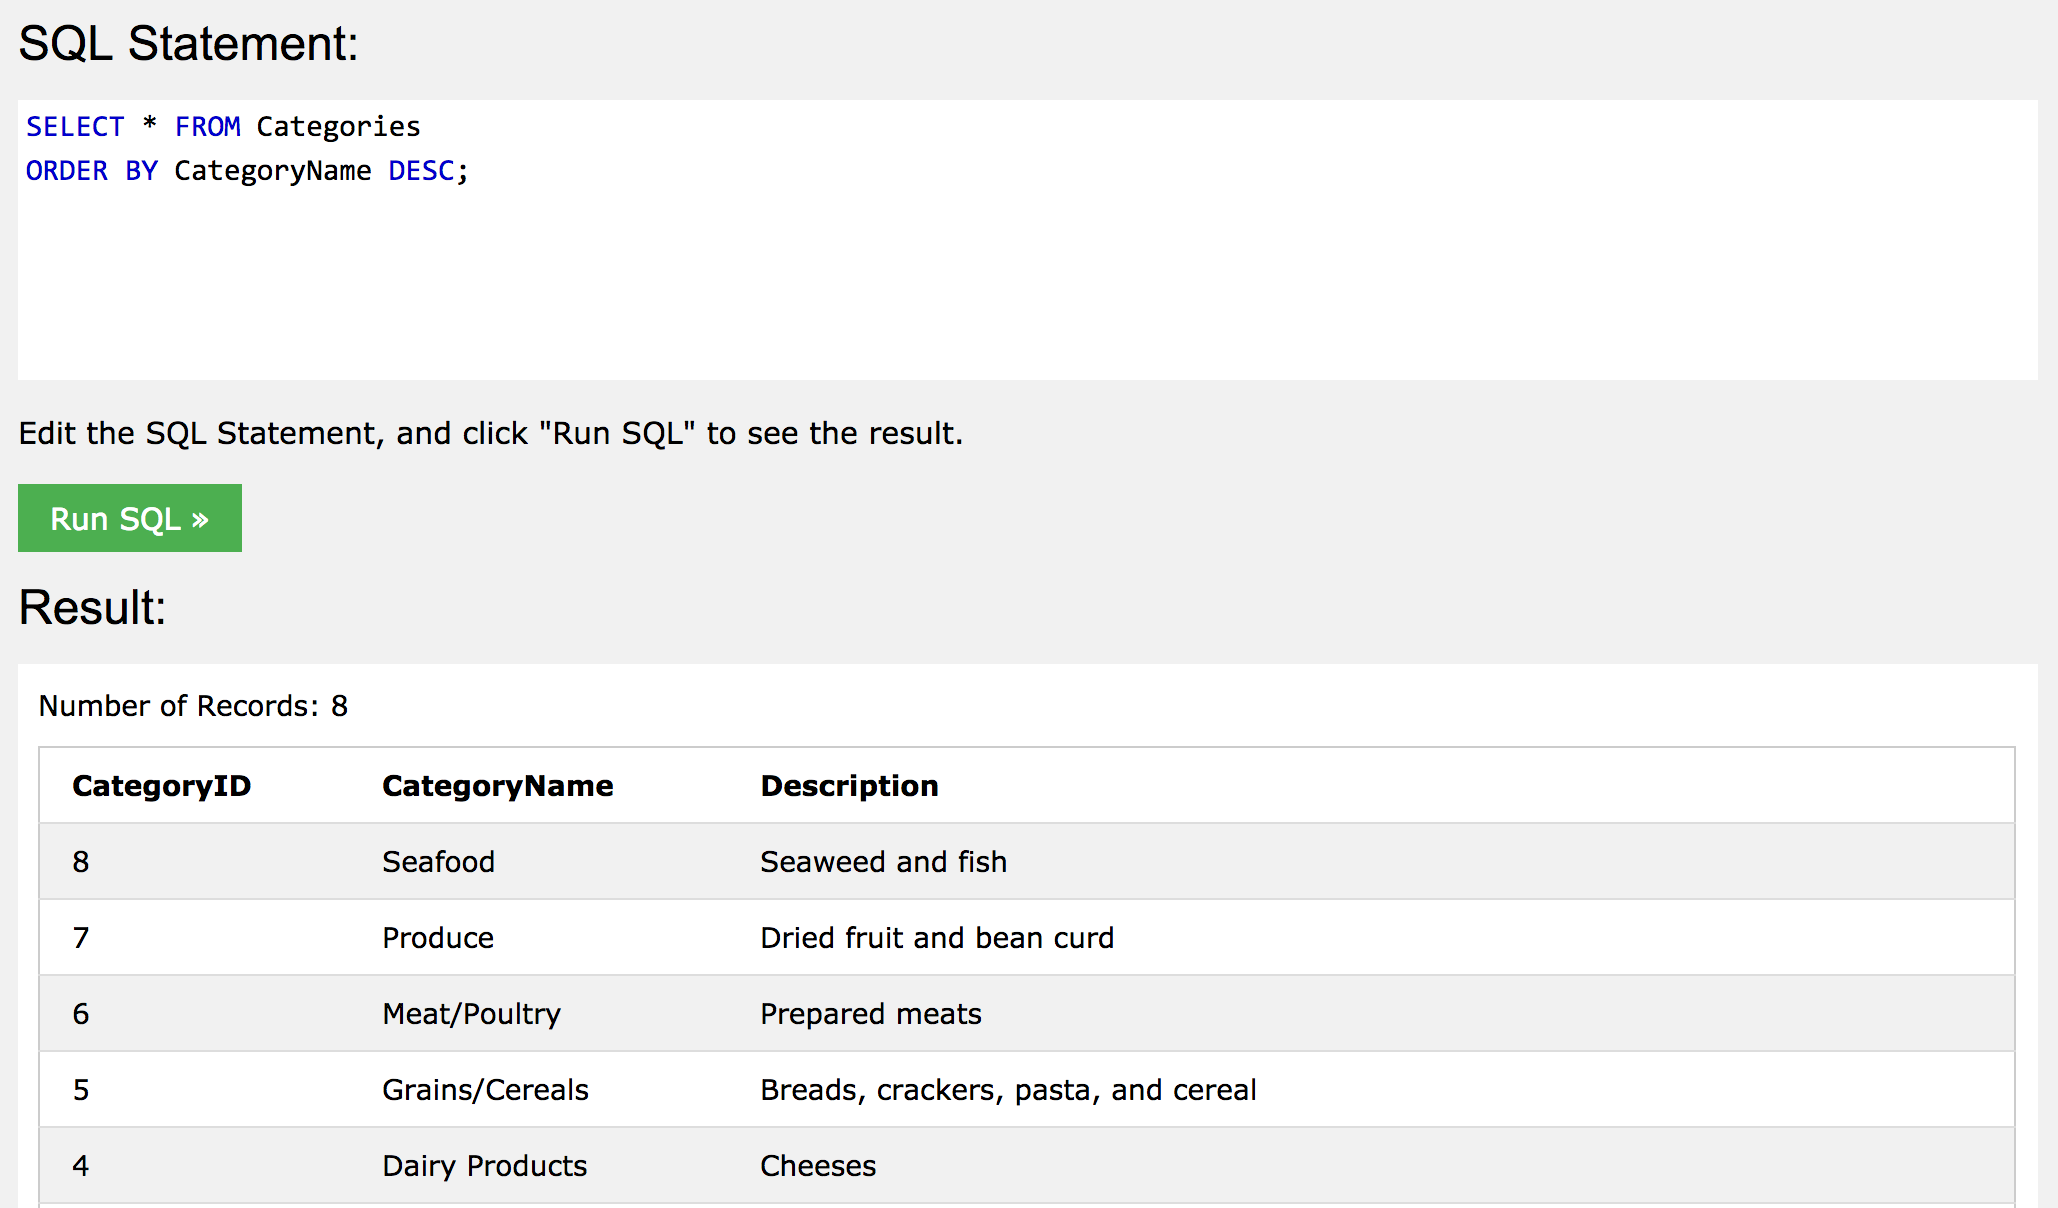 SQL Statement:
SELECT * FROM Categories
ORDER BY CategoryName DESC;
Edit the SQL Statement, and click "Run SQL" to see the result.
Run SQL »
Result:
Number of Records: 8
CategoryID CategoryName Description
8 Seafood Seaweed and fish
7 Produce Dried fruit and bean curd
6 Meat/Poultry Prepared meats
5 Grains/Cereals Breads, crackers, pasta, and cereal
4 Dairy Products Cheeses